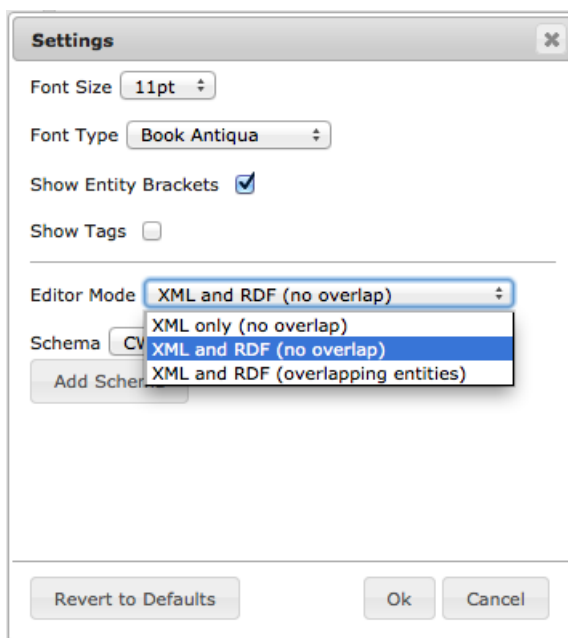 Settings
Font Size 11pt
Font Type Book Antiqua
Show Entity Brackets
Show Tags
Editor Mode XML and RDF (no overlap)
XML only (no overlap)
Schema
XML and RDF (no overlap)
XML and RDF (overlapping entities)
Add
Revert to Defaults Ok Cancel